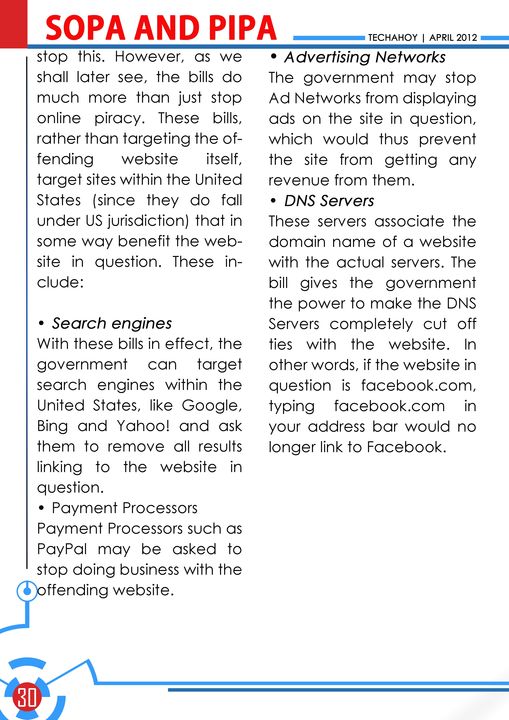 SOPA AND PIPA
TECHAHOY | APRIL 2012
stop this. However, as we
shall later see, the bills do
much more than just stop
online piracy. These bills,
rather than targeting the of-
fending website itself,
target sites within the United
States (since they do fall
under US jurisdiction) that in
some way benefit the web-
site in question. These in-
clude:
• Search engines
With these bills in effect, the
government can target
search engines within the
United States, like Google,
Bing and Yahoo! and ask
them to remove all results
linking to the website in
question.
• Payment Processors
Payment Processors such as
PayPal may be asked to
stop doing business with the
offending website.
• Advertising Networks
The government may stop
Ad Networks from displaying
ads on the site in question,
which would thus prevent
the site from getting any
revenue from them.
• DNS Servers
These servers associate the
domain name of a website
with the actual servers. The
bill gives the government
the power to make the DNS
Servers completely cut off
ties with the website. In
other words, if the website in
question is facebook.com,
typing facebook.com in
your address bar would no
longer link to Facebook.
30